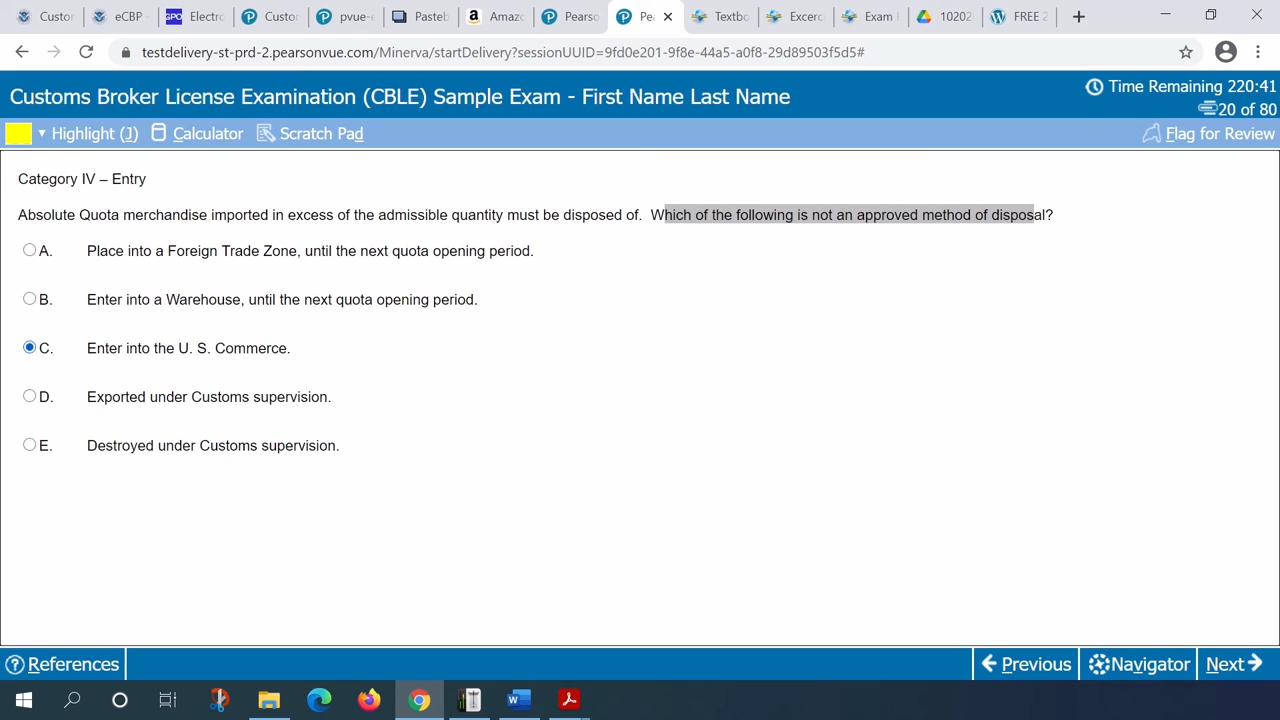 Custor eCBP - GPO Electro Custor pvue-e Pasteb a Amaz Pearso Pea Textbo Excerc Exam 10202 FREE 2
testdelivery-st-prd-2.pearsonvue.com/Minerva/startDelivery?sessionUUID=9fd0e201-9f8e-44a5-a0f8-29d89503f5d5#
Customs Broker License Examination (CBLE) Sample Exam - First Name Last Name
Time Remaining 220:41
20 of 80
Highlight (J) Calculator Scratch Pad Flag for Review
Category IV – Entry
Absolute Quota merchandise imported in excess of the admissible quantity must be disposed of. Which of the following is not an approved method of disposal?
A. Place into a Foreign Trade Zone, until the next quota opening period.
B. Enter into a Warehouse, until the next quota opening period.
C. Enter into the U. S. Commerce.
D. Exported under Customs supervision.
E. Destroyed under Customs supervision.
References Previous Navigator Next